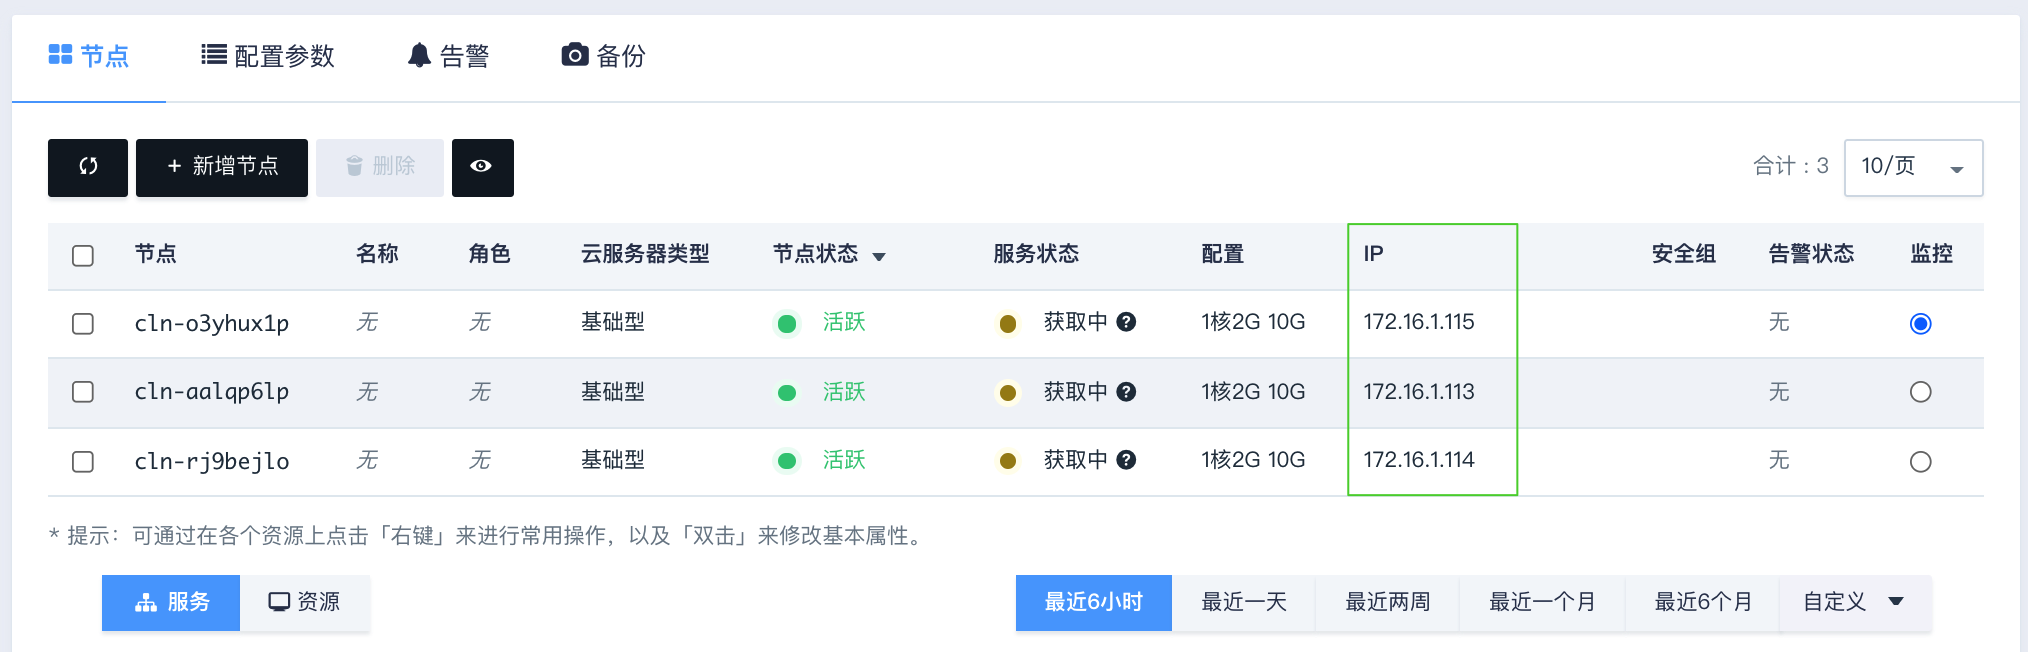 节点 配置参数 告警 备份
+ 新增节点 删除 合计：3 10/页
节点 名称 角色 云服务器类型 节点状态 服务状态 配置 IP 安全组 告警状态 监控
cln-o3yhux1p 无 无 基础型 活跃 获取中 ? 1核2G 10G 172.16.1.115 无
cln-aalqp6lp 无 无 基础型 活跃 获取中 ? 1核2G 10G 172.16.1.113 无
cln-rj9bejlo 无 无 基础型 活跃 获取中 ? 1核2G 10G 172.16.1.114 无
* 提示：可通过在各个资源上点击「右键」来进行常用操作，以及「双击」来修改基本属性。
服务 资源 最近6小时 最近一天 最近两周 最近一个月 最近6个月 自定义